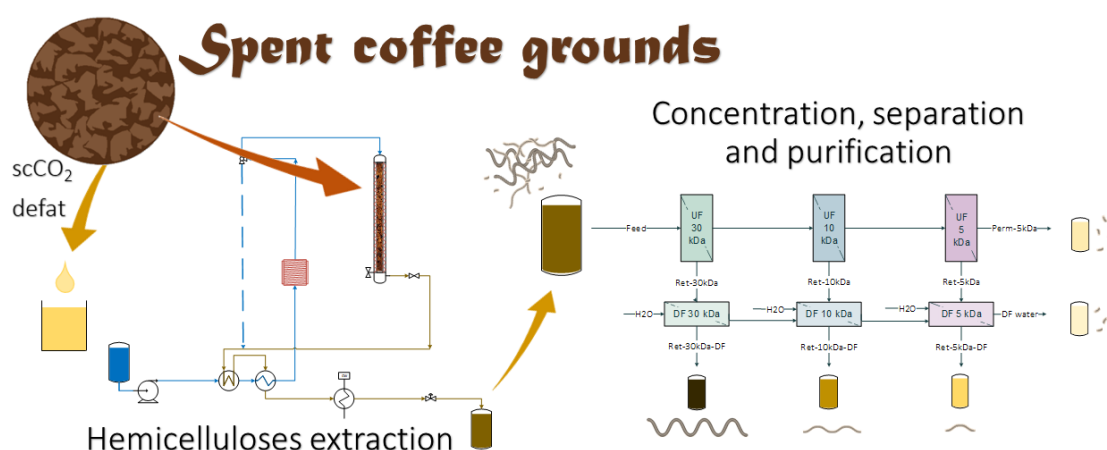 Spent coffee grounds
scCO₂
defat
Hemicelluloses extraction
Concentration, separation
and purification
Feed
UF
30
kDa
UF
10
kDa
UF
5
kDa
Perm-5kDa
Ret-30kDa
Ret-10kDa
Ret-5kDa
H2O
DF 30 kDa
H2O
DF 10 kDa
H2O
DF 5 kDa
DF water
Ret-30kDa-DF
Ret-10kDa-DF
Ret-5kDa-DF